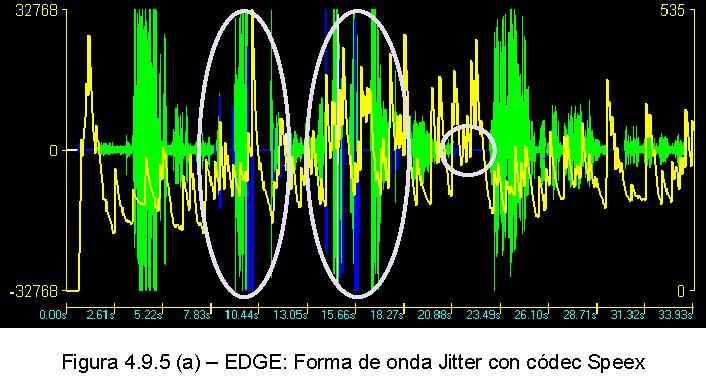 32768
535
0
-32768
0
0.00s 2.61s 5.22s 7.83s 10.44s 13.05s 15.66s 18.27s 20.88s 23.49s 26.10s 28.71s 31.32s 33.93s
Figura 4.9.5 (a) – EDGE: Forma de onda Jitter con códec Speex